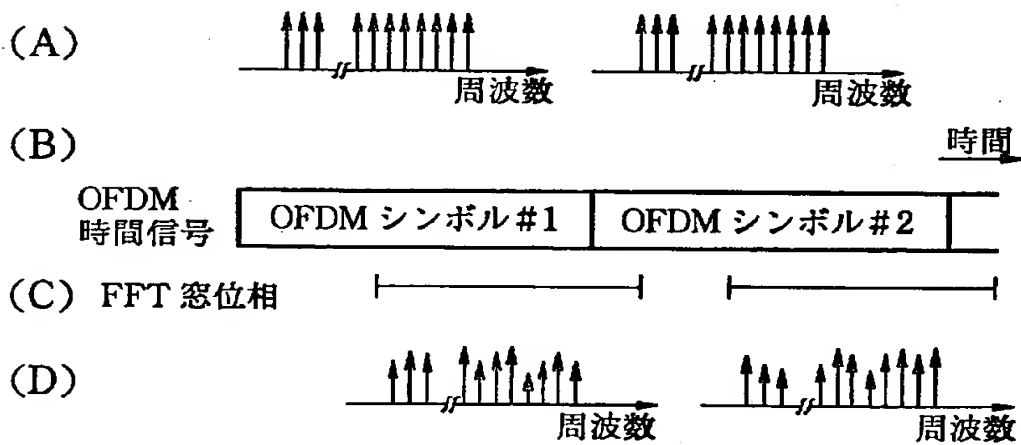 (A)
周波数 周波数
(B)
時間
OFDM
時間信号
OFDM シンボル #1 OFDM シンボル #2
(C) FFT 窓位相
(D)
周波数 周波数